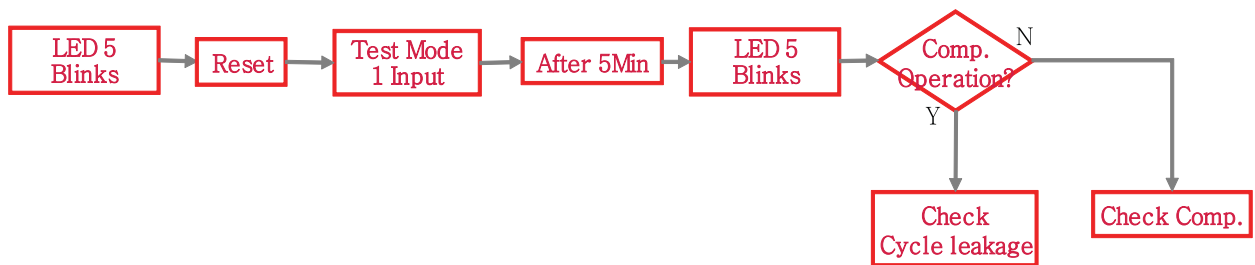 LED 5
Blinks
Reset
Test Mode
1 Input
After 5Min
LED 5
Blinks
Comp.
Operation?
N
Y
Check
Cycle leakage
Check Comp.